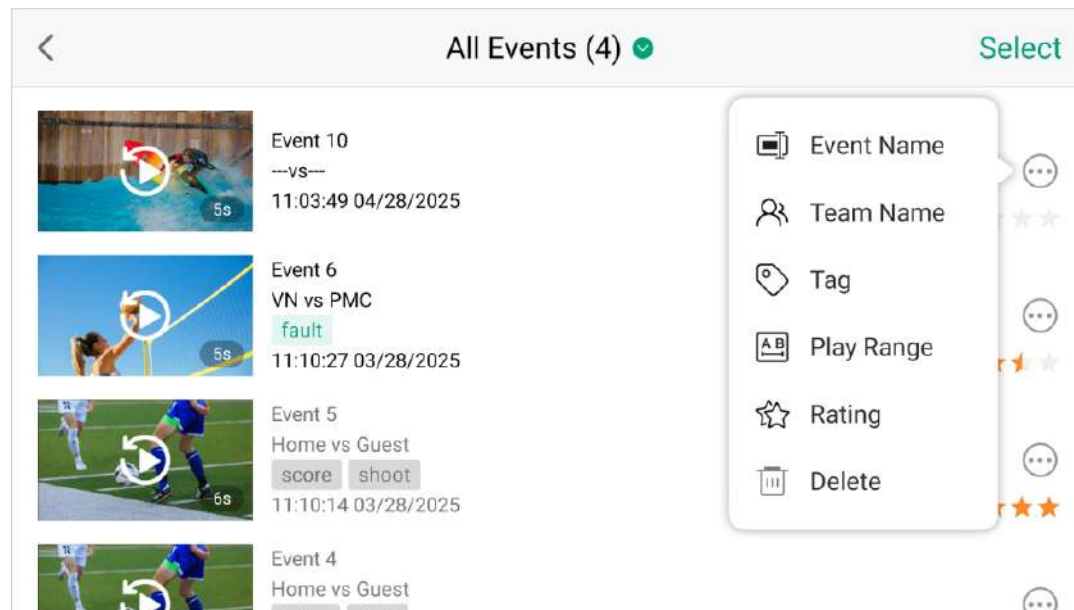 All Events (4)
Select
Event 10
---vs---
11:03:49 04/28/2025
5s
Event 6
VN vs PMC
fault
11:10:27 03/28/2025
5s
Event 5
Home vs Guest
score shoot
11:10:14 03/28/2025
6s
Event 4
Home vs Guest
Event Name
Team Name
Tag
A B
Play Range
Rating
Delete